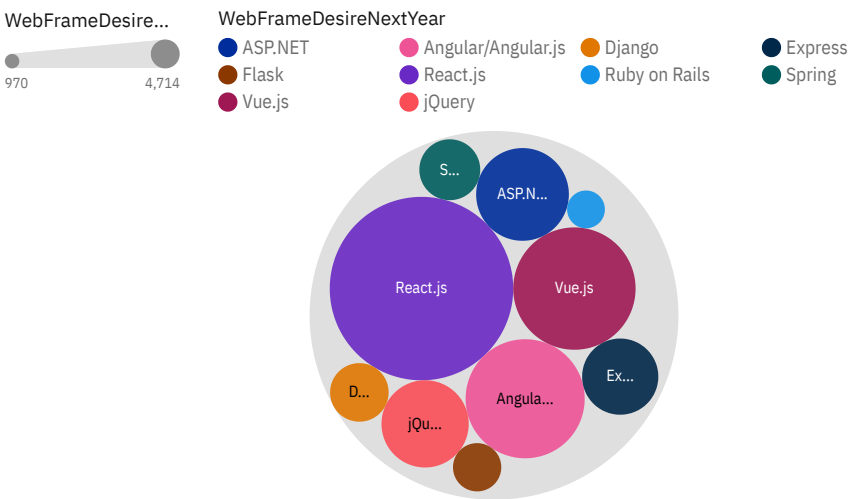 WebFrameDesire...
970 4,714
WebFrameDesireNextYear
ASP.NET Angular/Angular.js Django Express
Flask React.js Ruby on Rails Spring
Vue.js jQuery
S...
ASP.N...
React.js
Vue.js
Ex...
D...
Angula...
jQu...